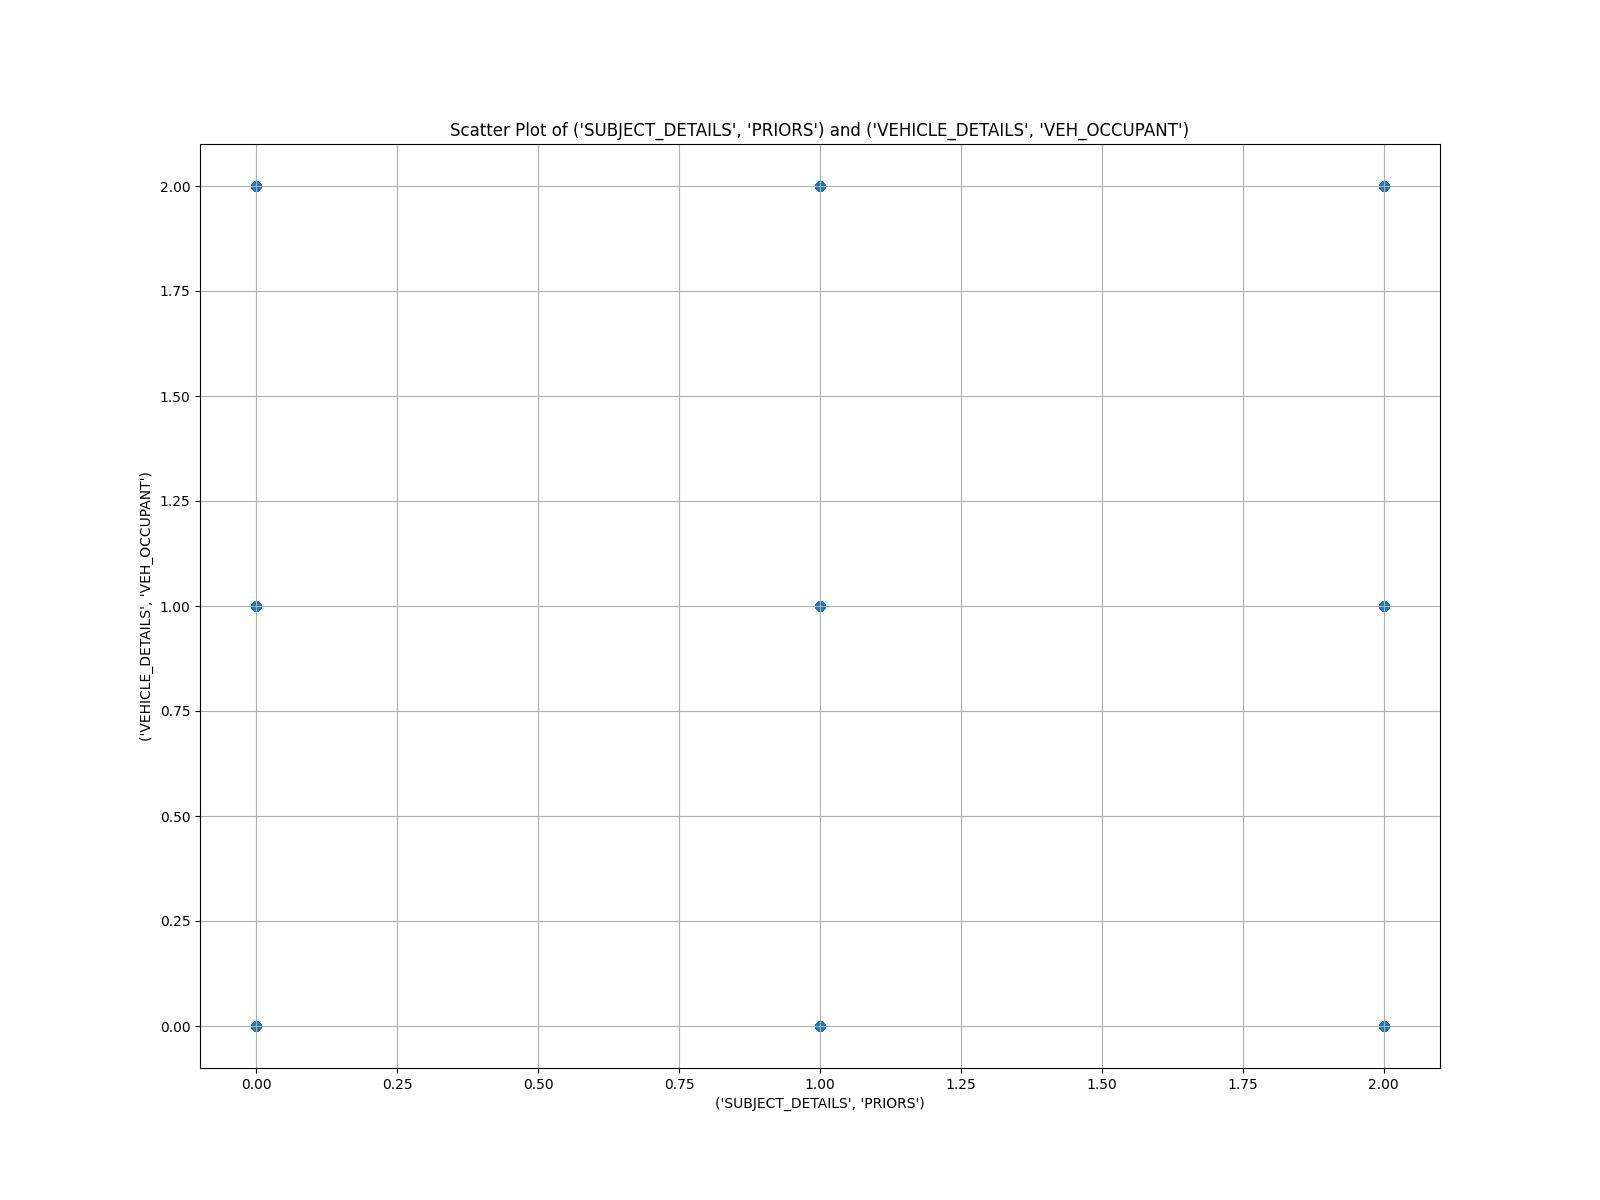 Scatter Plot of ('SUBJECT_DETAILS', 'PRIORS') and ('VEHICLE_DETAILS', 'VEH_OCCUPANT')
('VEHICLE_DETAILS', 'VEH_OCCUPANT')
2.00
1.75
1.50
1.25
1.00
0.75
0.50
0.25
0.00
0.00 0.25 0.50 0.75 1.00 1.25 1.50 1.75 2.00
('SUBJECT_DETAILS', 'PRIORS')